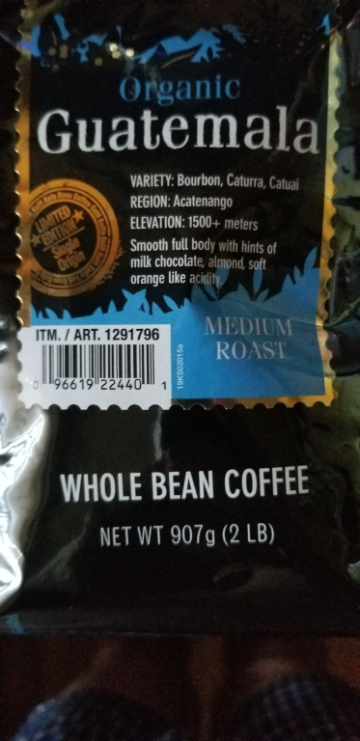 Organic
Guatemala
VARIETY: Bourbon, Caturra, Catuai
REGION: Acatenango
ELEVATION: 1500+ meters
Smooth full body with hints of
milk chocolate, almond, soft
orange like acidity.
LIMITED
EDITION
Single
Origin
MEDIUM
ROAST
ITM. / ART. 1291796
0 96619 22440 1
WHOLE BEAN COFFEE
NET WT 907g (2 LB)